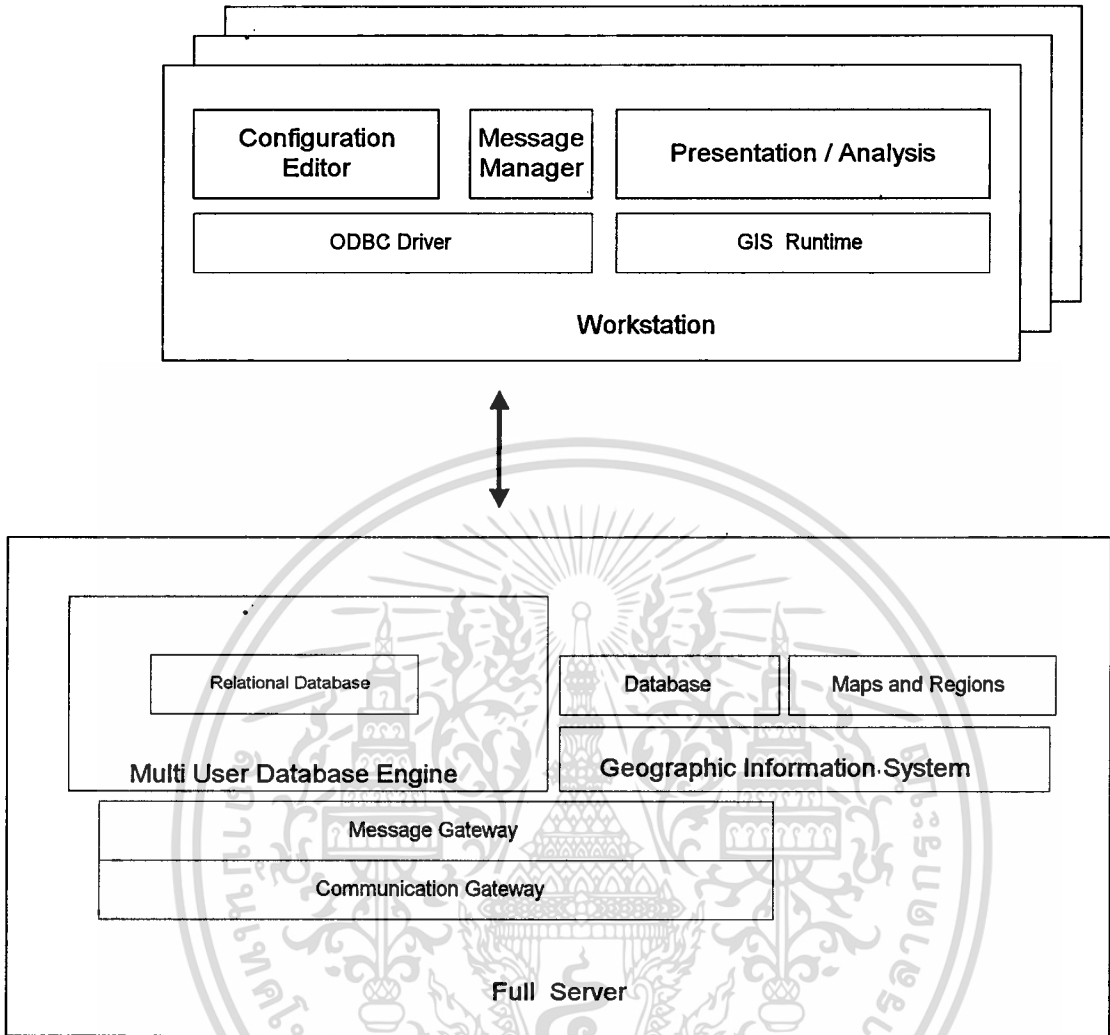 Configuration
Editor
Message
Manager
Presentation / Analysis
ODBC Driver
GIS Runtime
Workstation
Relational Database
Multi User Database Engine
Database
Maps and Regions
Geographic Information System
Message Gateway
Communication Gateway
Full Server